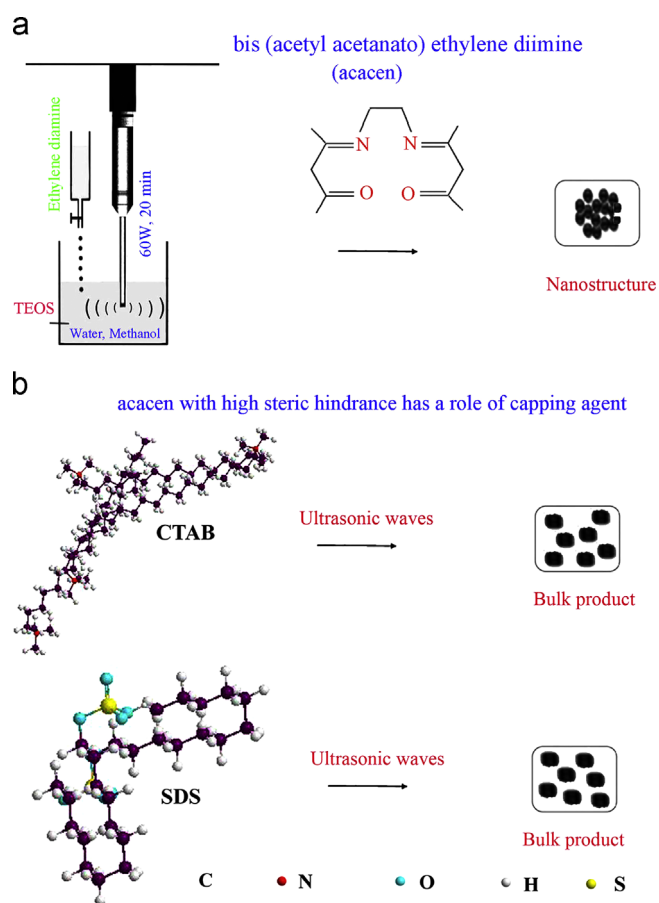 a
bis (acetyl acetanato) ethylene diimine
(acacen)
Ethylene diamine
60W, 20 min
N
N
O
O
TEOS
Water, Methanol
Nanostructure
b
acacen with high steric hindrance has a role of capping agent
CTAB
Ultrasonic waves
Bulk product
SDS
Ultrasonic waves
Bulk product
C N O H S